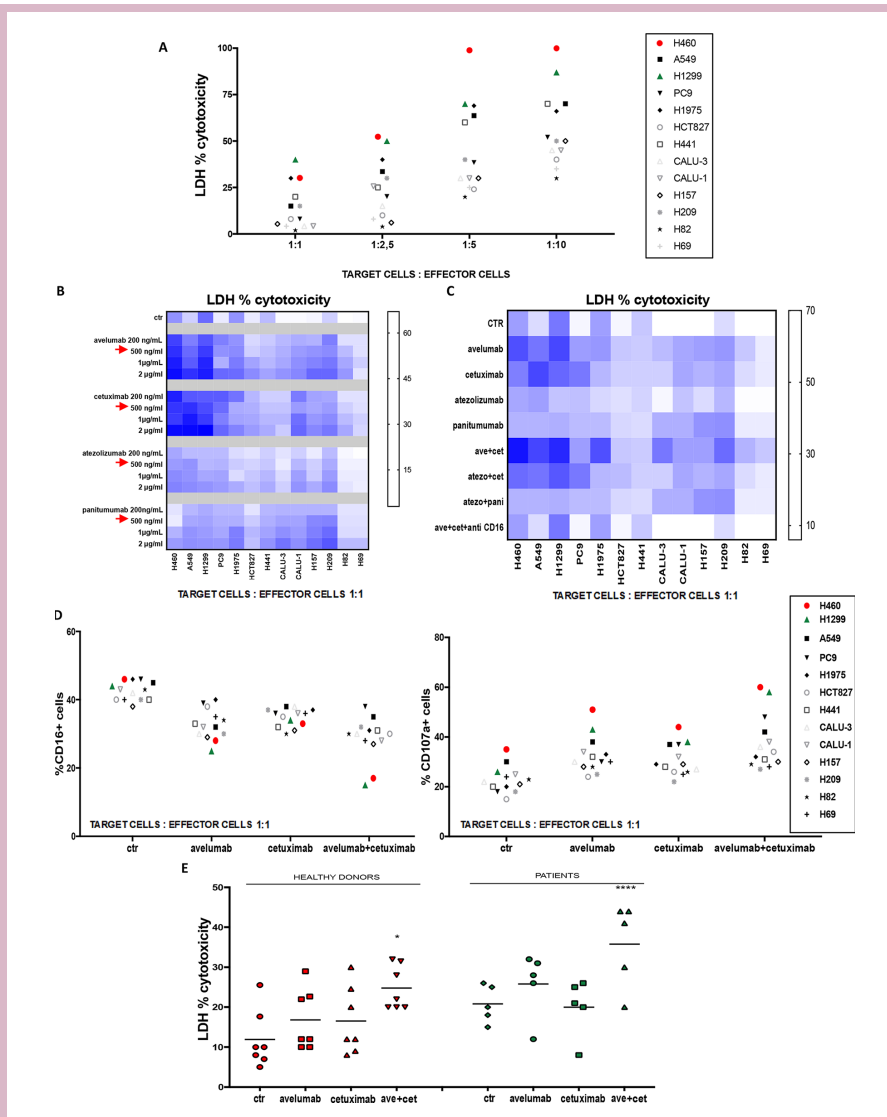 A
LDH % cytotoxicity
100
75
50
25
0
1:1
1:2,5
1:5
1:10
TARGET CELLS : EFFECTOR CELLS
H460
A549
H1299
PC9
H1975
HCT827
H441
CALU-3
CALU-1
H157
H209
H82
H69
B
LDH % cytotoxicity
ctr
avelumab 200 ng/mL
500 ng/ml
1µg/mL
2 µg/ml
cetuximab 200 ng/ml
500 ng/ml
1µg/mL
2 µg/ml
atezolizumab 200 ng/mL
500 ng/ml
1µg/ml
2 µg/ml
panitumumab 200ng/mL
500 ng/ml
1µg/mL
2 µg/ml
60
45
30
15
H460
A549
H1299
PC9
H1975
HCT827
H441
CALU-3
CALU-1
H157
H209
H82
H69
TARGET CELLS : EFFECTOR CELLS 1:1
C
LDH % cytotoxicity
CTR
avelumab
cetuximab
atezolizumab
panitumumab
ave+cet
atezo+cet
atezo+pani
ave+cet+anti CD16
70
60
50
40
30
20
10
H460
A549
H1299
PC9
H1975
HCT827
H441
CALU-3
CALU-1
H157
H209
H82
H69
TARGET CELLS : EFFECTOR CELLS 1:1
D
%CD16+ cells
60
40
20
0
TARGET CELLS : EFFECTOR CELLS 1:1
ctr
avelumab
cetuximab
avelumab+cetuximab
% CD107a+ cells
80
60
40
20
0
TARGET CELLS : EFFECTOR CELLS 1:1
ctr
avelumab
cetuximab
avelumab+cetuximab
H460
H1299
A549
PC9
H1975
HCT827
H441
CALU-3
CALU-1
H157
H209
H82
H69
E
HEALTHY DONORS
PATIENTS
LDH % cytotoxicity
50
40
30
20
10
0
*
****
ctr
avelumab
cetuximab
ave+cet
ctr
avelumab
cetuximab
ave+cet